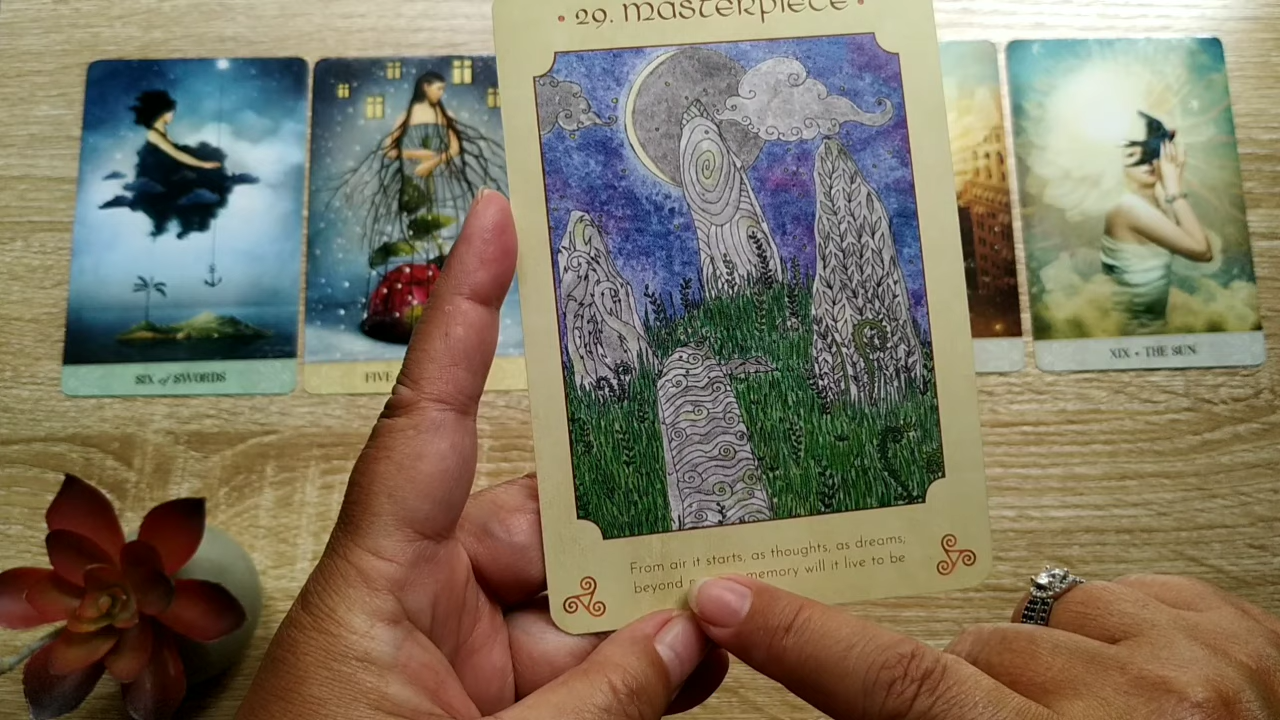 29. masterpiece
SIX of SWORDS
FIVE
XIX • THE SUN
From air it starts, as thoughts, as dreams;
beyond memory will it live to be